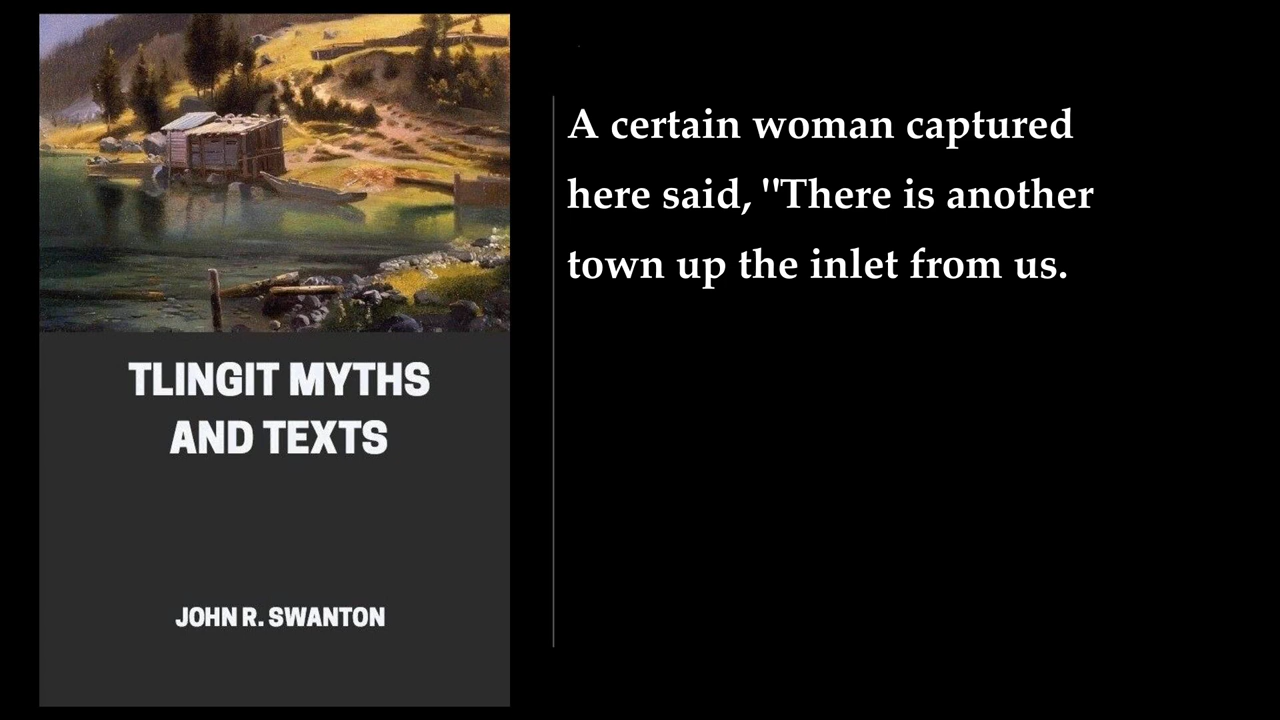 TLINGIT MYTHS
AND TEXTS
JOHN R. SWANTON
A certain woman captured
here said, "There is another
town up the inlet from us.